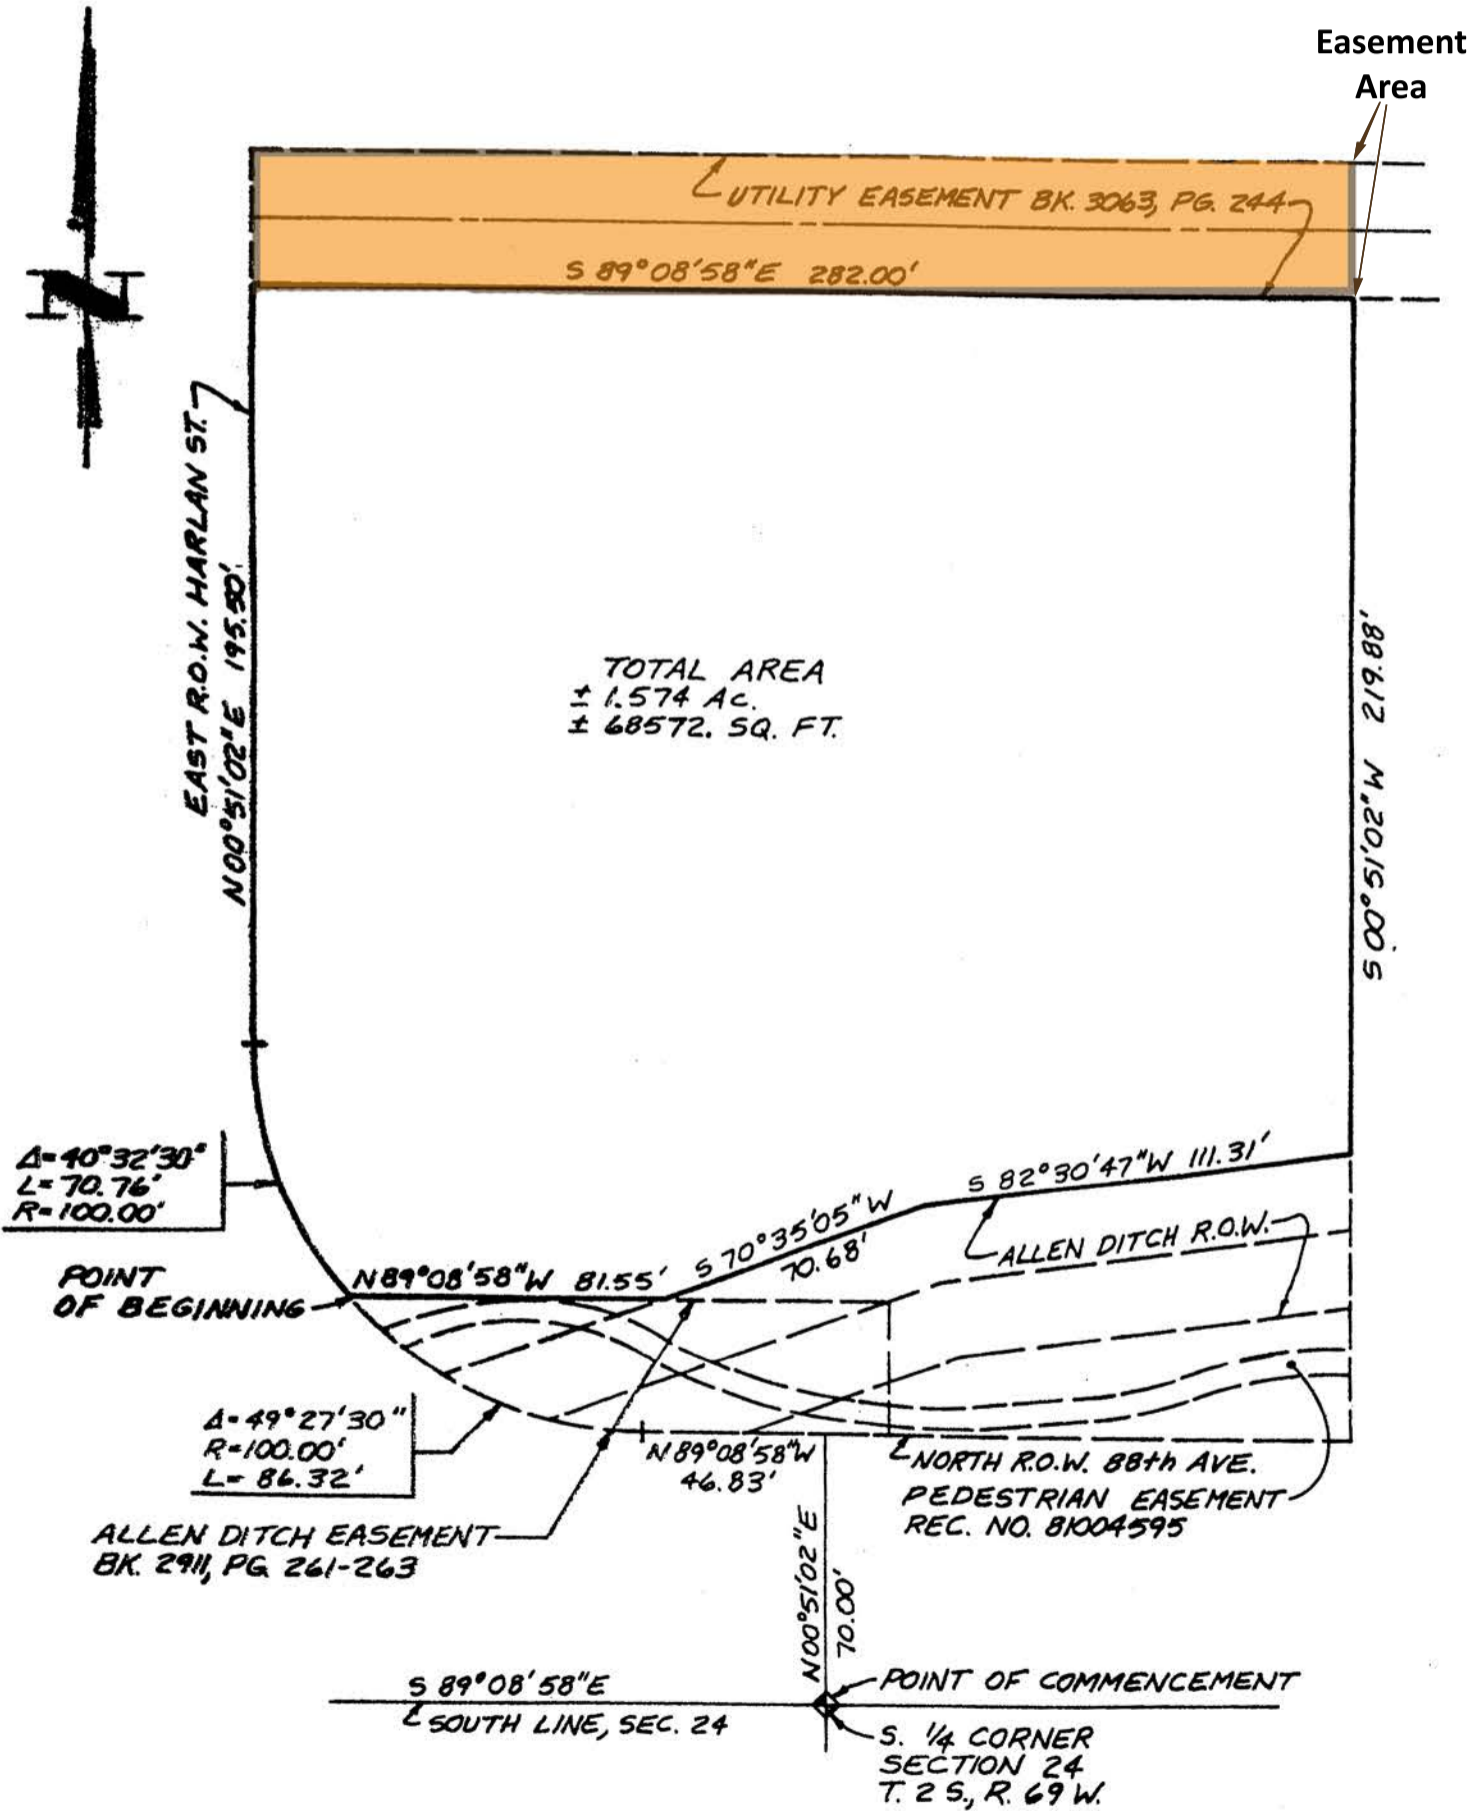 Easement
Area
UTILITY EASEMENT BK. 3063, PG. 244
S 89°08'58"E 282.00'
N
EAST R.O.W. HARLAN ST.
N00°51'02"E 195.50'
TOTAL AREA
± 1.574 AC.
± 68572. SQ. FT.
S 00°51'02"W 219.88'
Δ=40°32'30"
L=70.76'
R=100.00'
S 82°30'47"W 111.31'
S 70°35'05"W
70.68'
ALLEN DITCH R.O.W.
POINT
OF BEGINNING
N89°08'58"W 81.55'
Δ=49°27'30"
R=100.00'
L= 86.32'
N 89°08'58"W
46.83'
NORTH R.O.W. 88th AVE.
PEDESTRIAN EASEMENT
REC. NO. 81004595
ALLEN DITCH EASEMENT
BK. 2911, PG. 261-263
N00°51'02"E
70.00'
S 89°08'58"E
SOUTH LINE, SEC. 24
POINT OF COMMENCEMENT
S. 1/4 CORNER
SECTION 24
T. 2 S., R. 69 W.